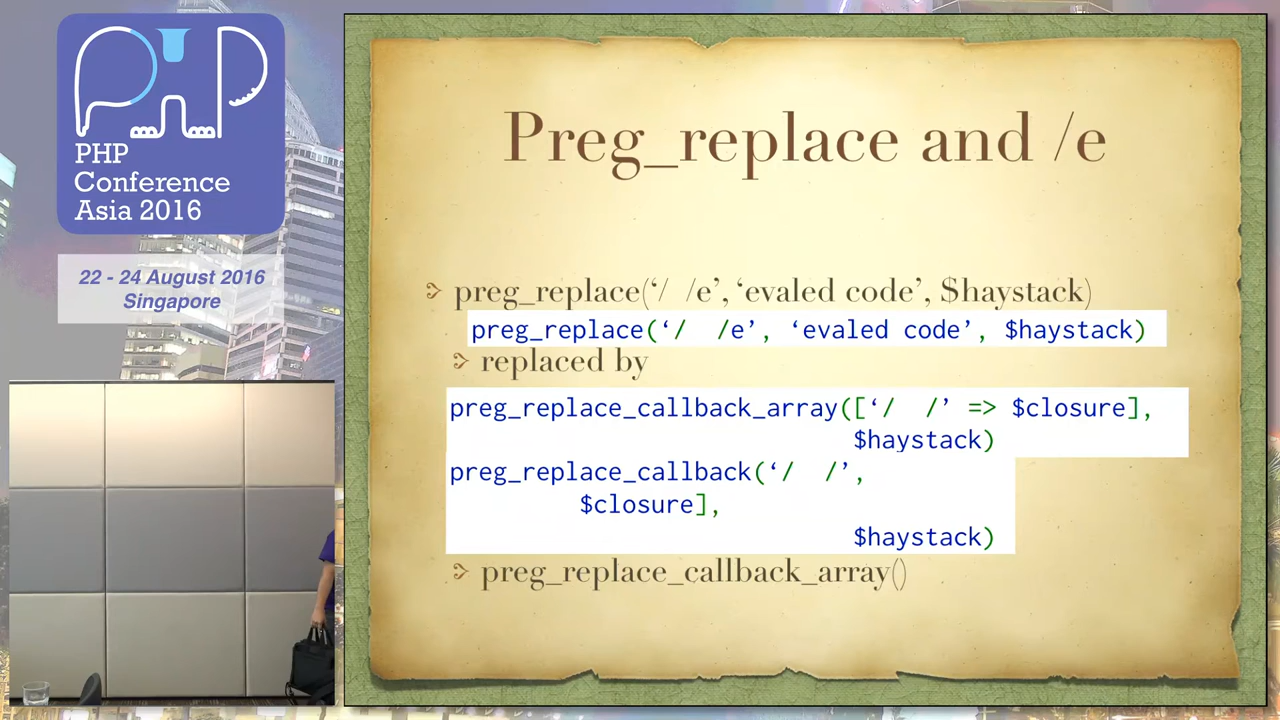 PHP
PHP
Conference
Asia 2016
22 - 24 August 2016
Singapore
Preg_replace and /e
preg_replace(‘/  /e’, ‘evaled code’, $haystack)
preg_replace(‘/  /e’, ‘evaled code’, $haystack)
replaced by
preg_replace_callback_array([‘/  /’ => $closure],
$haystack)
preg_replace_callback(‘/  /’,
$closure],
$haystack)
preg_replace_callback_array()